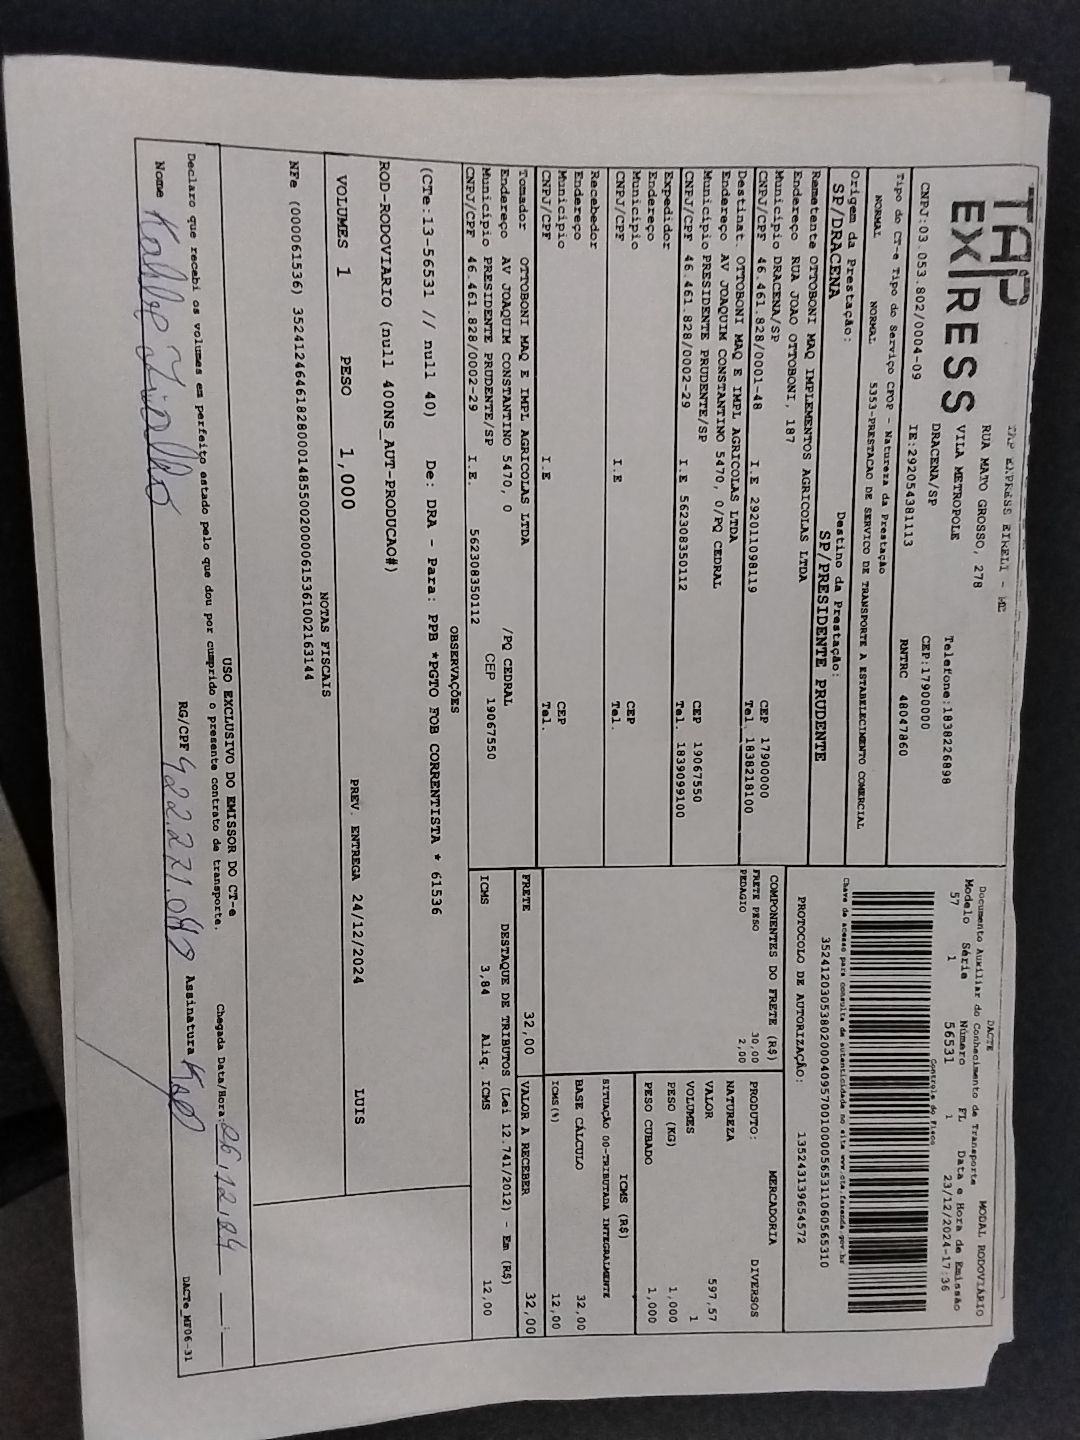 TAP
EXPRESS
TAP EXPRESS EIRELI - ME
RUA MATO GROSSO, 278
VILA METROPOLE
DRACENA/SP
Telefone:1838226898
CEP:17900000
CNPJ:03.053.802/0004-09
IE:292054381113
RNTRC 48047860
Tipo do CT-e Tipo do Serviço CFOP - Natureza da Prestação
NORMAL NORMAL 5353-PRESTACAO DE SERVICO DE TRANSPORTE A ESTABELECIMENTO COMERCIAL
Origem da Prestação: Destino da Prestação:
SP/DRACENA SP/PRESIDENTE PRUDENTE
DACTE MODAL RODOVIÁRIO
Documento Auxiliar do Conhecimento de Transporte
Modelo Série Número FL Data e Hora de Emissão
57 1 56531 1 23/12/2024-17:36
Controle do Fisco
Chave de acesso para consulta de autenticidade no site www.cte.fazenda.gov.br
35241203053802000409570010000565311060565310
PROTOCOLO DE AUTORIZAÇÃO: 135243139654572
Remetente OTTOBONI MAQ IMPLEMENTOS AGRICOLAS LTDA
Endereço RUA JOAO OTTOBONI, 187
Município DRACENA/SP CEP 17900000
CNPJ/CPF 46.461.828/0001-48 I.E 292011098119 Tel. 1838218100
Destinat. OTTOBONI MAQ E IMPL AGRICOLAS LTDA
Endereço AV JOAQUIM CONSTANTINO 5470, 0/PQ CEDRAL
Município PRESIDENTE PRUDENTE/SP CEP 19067550
CNPJ/CPF 46.461.828/0002-29 I.E 562308350112 Tel. 1839099100
Expedidor
Endereço
Município CEP
CNPJ/CPF I.E Tel.
Recebedor
Endereço
Município CEP
CNPJ/CPF I.E Tel.
Tomador OTTOBONI MAQ E IMPL AGRICOLAS LTDA
Endereço AV JOAQUIM CONSTANTINO 5470, 0 /PQ CEDRAL
Município PRESIDENTE PRUDENTE/SP CEP 19067550
CNPJ/CPF 46.461.828/0002-29 I.E. 562308350112
COMPONENTES DO FRETE (R$)
FRETE PESO 30,00
PEDAGIO 2,00
FRETE 32,00
MERCADORIA
PRODUTO: DIVERSOS
NATUREZA
VALOR 597,57
VOLUMES 1
PESO (KG) 1,000
PESO CUBADO 1,000
ICMS (R$)
SITUAÇÃO 00-TRIBUTADA INTEGRALMENTE
BASE CÁLCULO 32,00
ICMS(%) 12,00
VALOR A RECEBER 32,00
DESTAQUE DE TRIBUTOS (Lei 12.741/2012) - Em (R$)
ICMS 3,84 Aliq. ICMS 12,00
OBSERVAÇÕES
(CTe:13-56531 // null 40) De: DRA - Para: PPB *PGTO FOB CORRENTISTA * 61536
ROD-RODOVIARIO (null 400NS_AUT-PRODUCAO#)
VOLUMES 1 PESO 1,000 PREV. ENTREGA 24/12/2024 LUIS
NOTAS FISCAIS
NFe (000061536) 35241246461828000148550020000615361002163144
USO EXCLUSIVO DO EMISSOR DO CT-e
Declaro que recebi os volumes em perfeito estado pelo que dou por cumprido o presente contrato de transporte. Chegada Data/Hora: 26,12,24
Nome RG/CPF Assinatura
DACTe_MF06-31